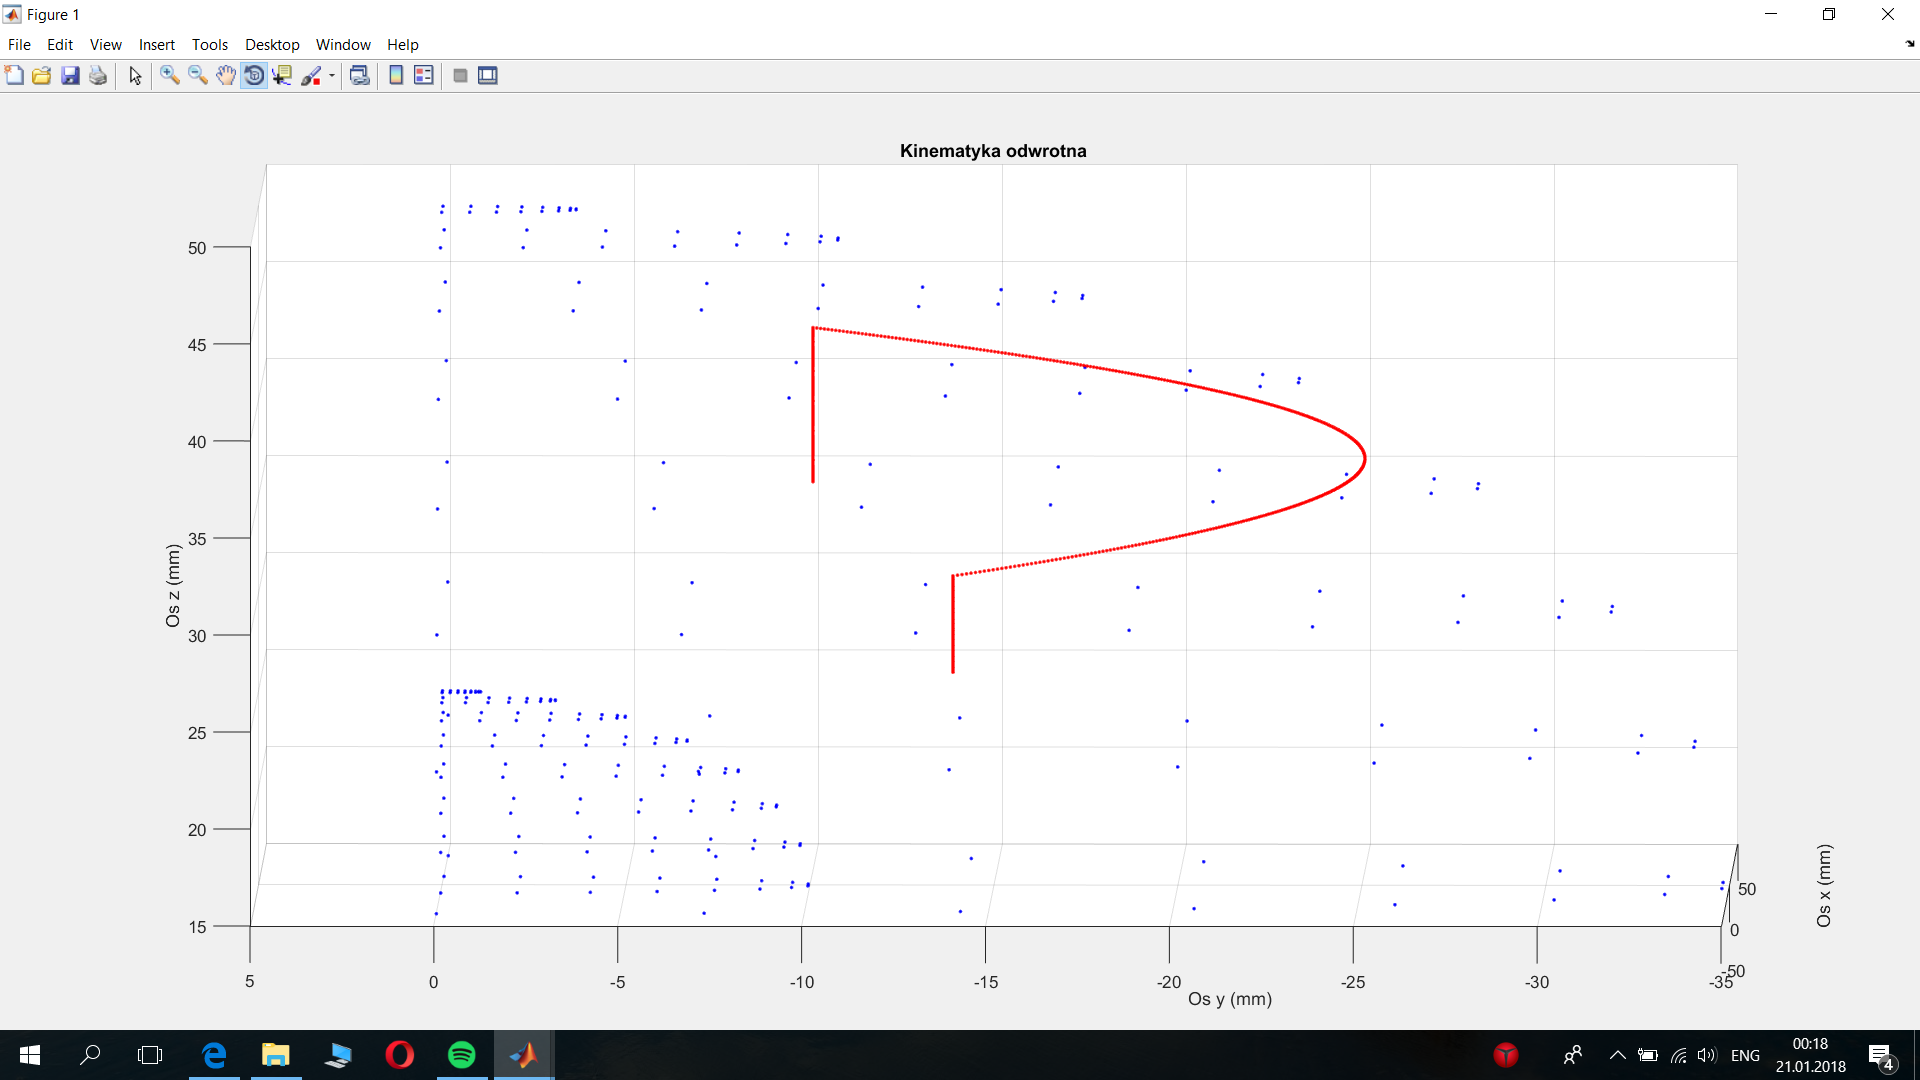 Figure 1
File Edit View Insert Tools Desktop Window Help
Kinematyka odwrotna
50
45
40
35
30
25
20
15
Os z (mm)
5 0 -5 -10 -15 -20 -25 -30 -35
Os y (mm)
50
0
-50
Os x (mm)
ENG
00:18
21.01.2018
4